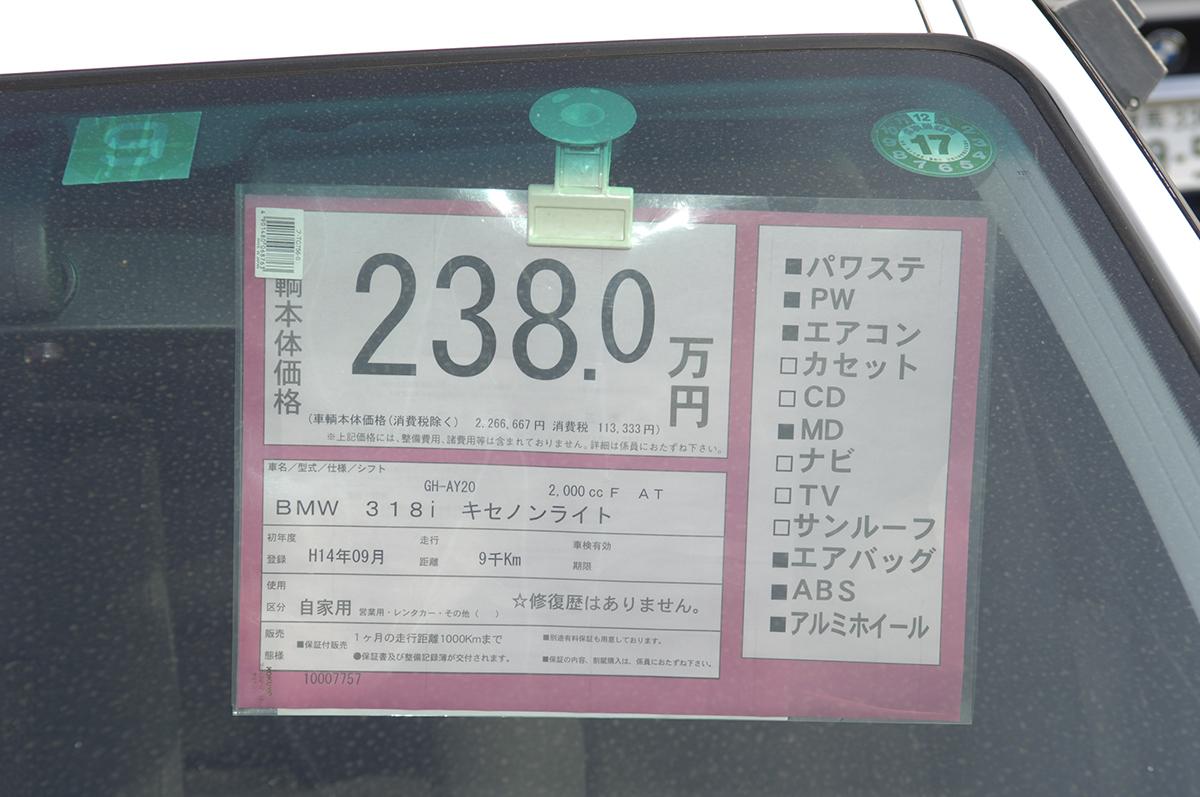 12
17
7 6 5 4
輌本体価格
238.0
万円
(車輌本体価格(消費税除く) 2,266,667円 消費税 113,333円)
※上記価格には、整備費用、諸費用等は含まれておりません。詳細は係員におたずね下さい。
車名／型式／仕様／シフト
GH-AY20 2,000cc F AT
BMW 318i キセノンライト
初年度登録 H14年09月 走行距離 9千Km 車検有効期限
使用区分 自家用 営業用・レンタカー・その他( ) ☆修復歴はありません。
販売態様 ■保証付販売 1ヶ月の走行距離1000Kmまで ■別途有料保証も用意しております。
●保証書及び整備記録簿が交付されます。 ■保証の内容、割賦購入は、係員におたずね下さい。
10007757
■パワステ
■PW
■エアコン
□カセット
□CD
■MD
□ナビ
□TV
□サンルーフ
■エアバッグ
■ABS
■アルミホイール